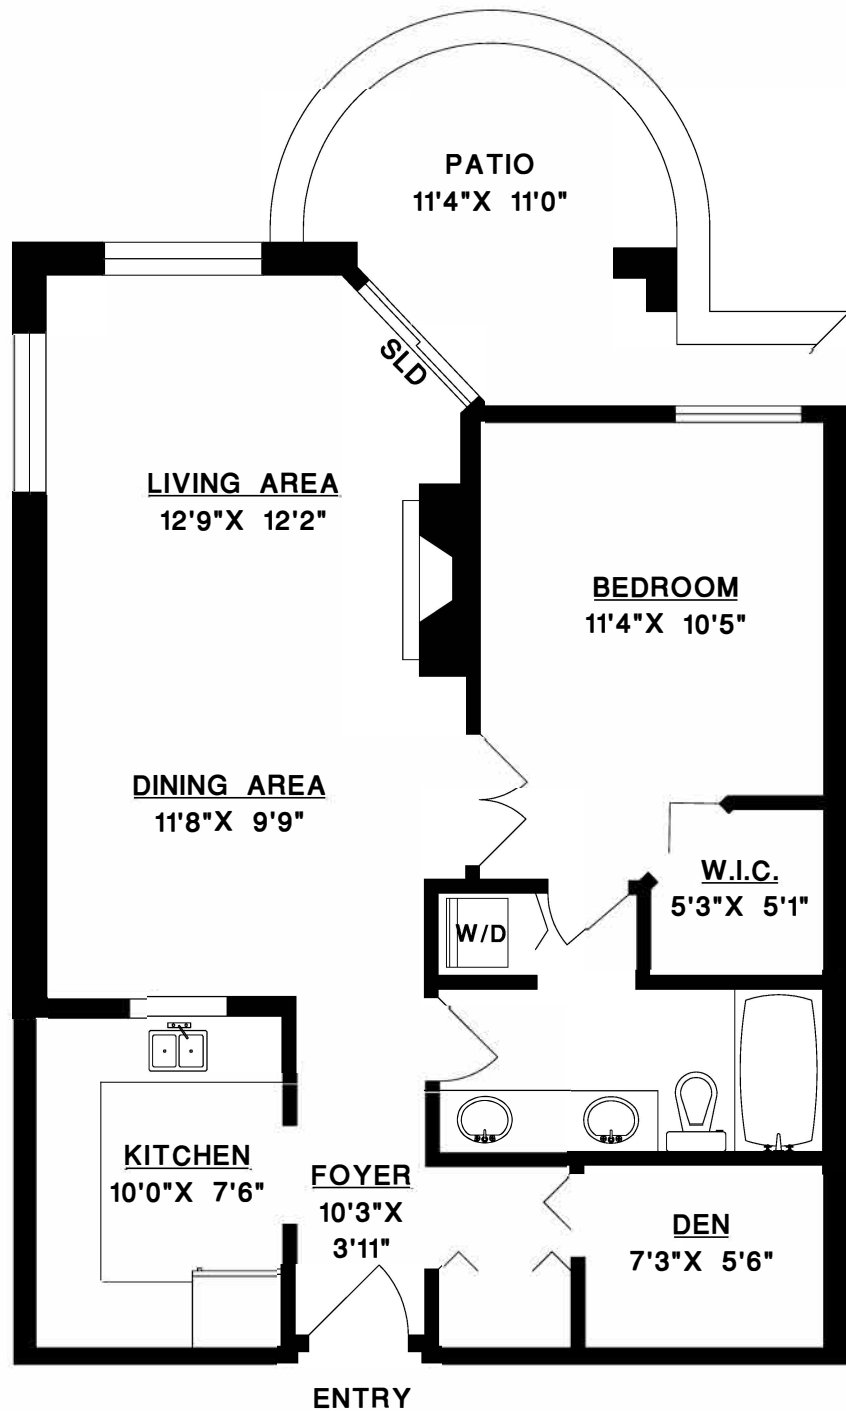 PATIO
11'4"X 11'0"
SLD
LIVING AREA
12'9"X 12'2"
BEDROOM
11'4"X 10'5"
DINING AREA
11'8"X 9'9"
W.I.C.
5'3"X 5'1"
W/D
KITCHEN
10'0"X 7'6"
FOYER
10'3"X
3'11"
DEN
7'3"X 5'6"
ENTRY